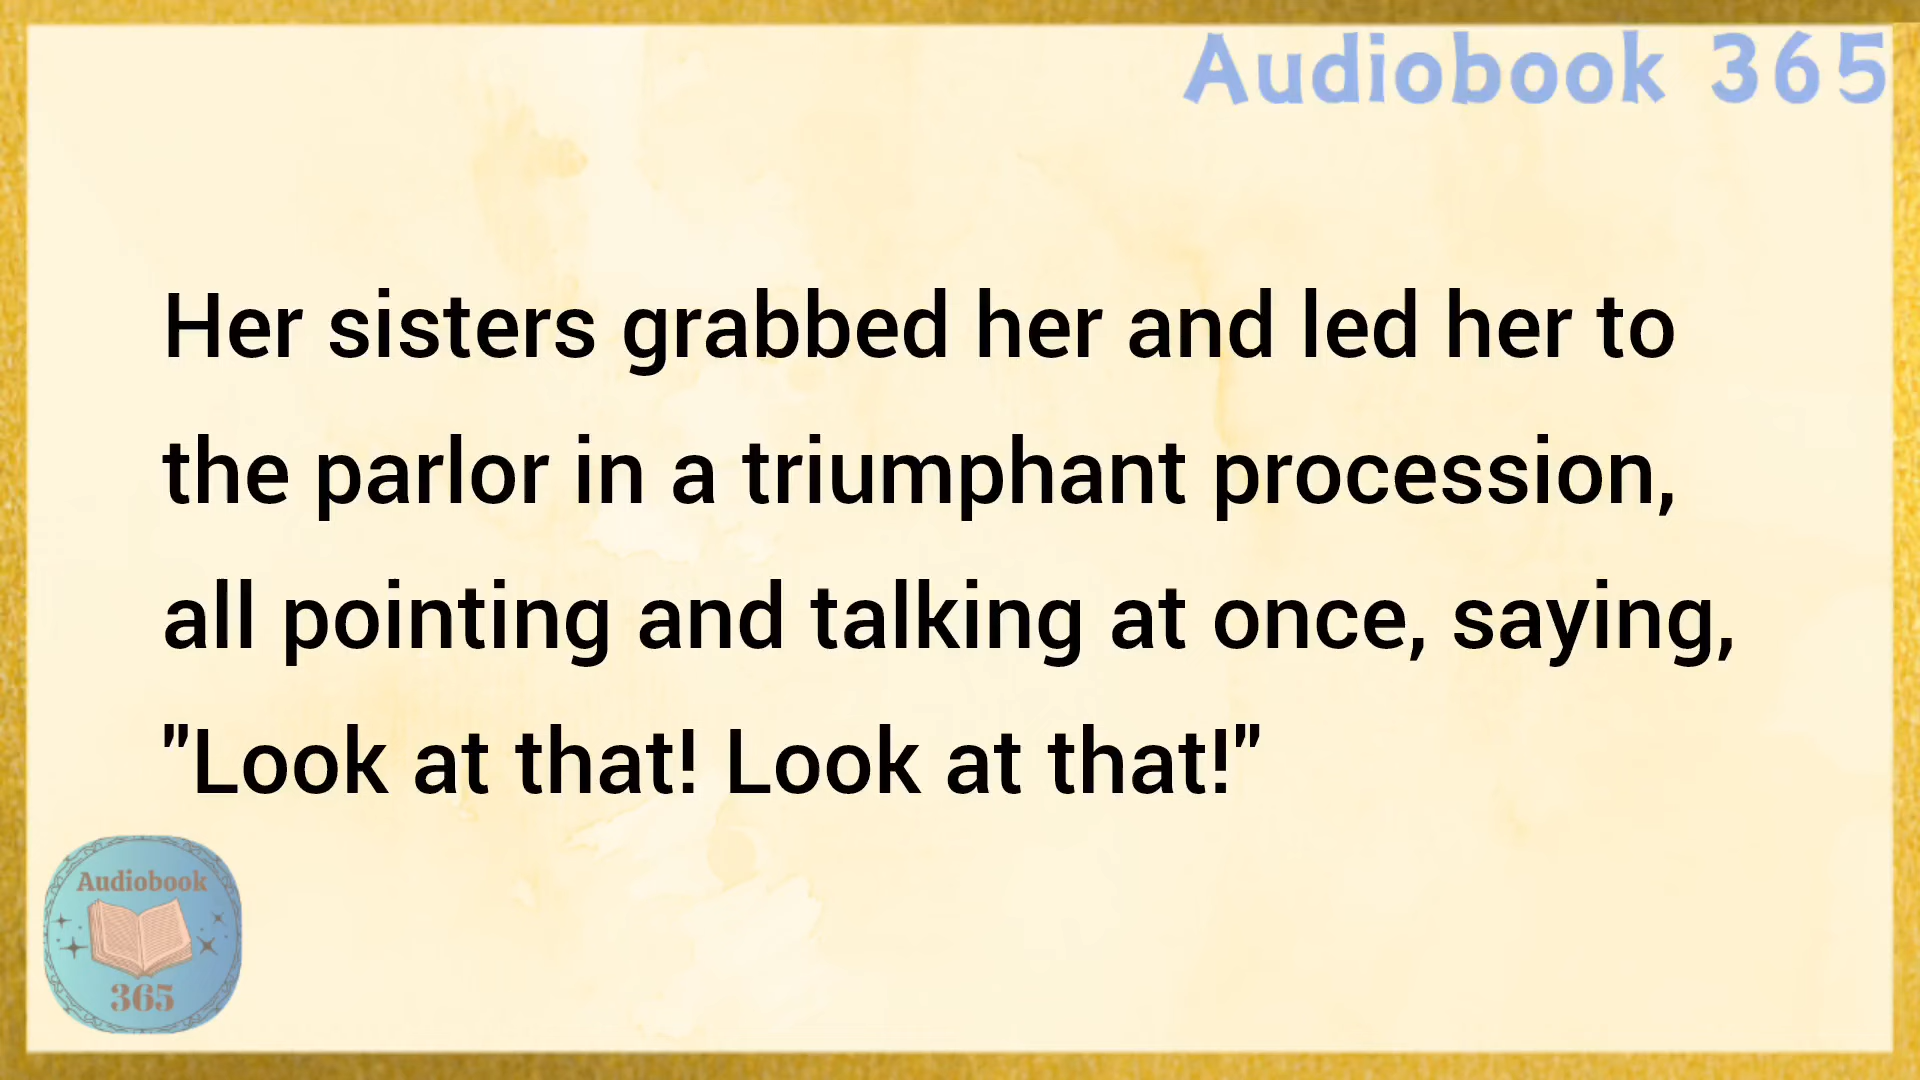 Audiobook 365
Her sisters grabbed her and led her to
the parlor in a triumphant procession,
all pointing and talking at once, saying,
"Look at that! Look at that!"
Audiobook
365